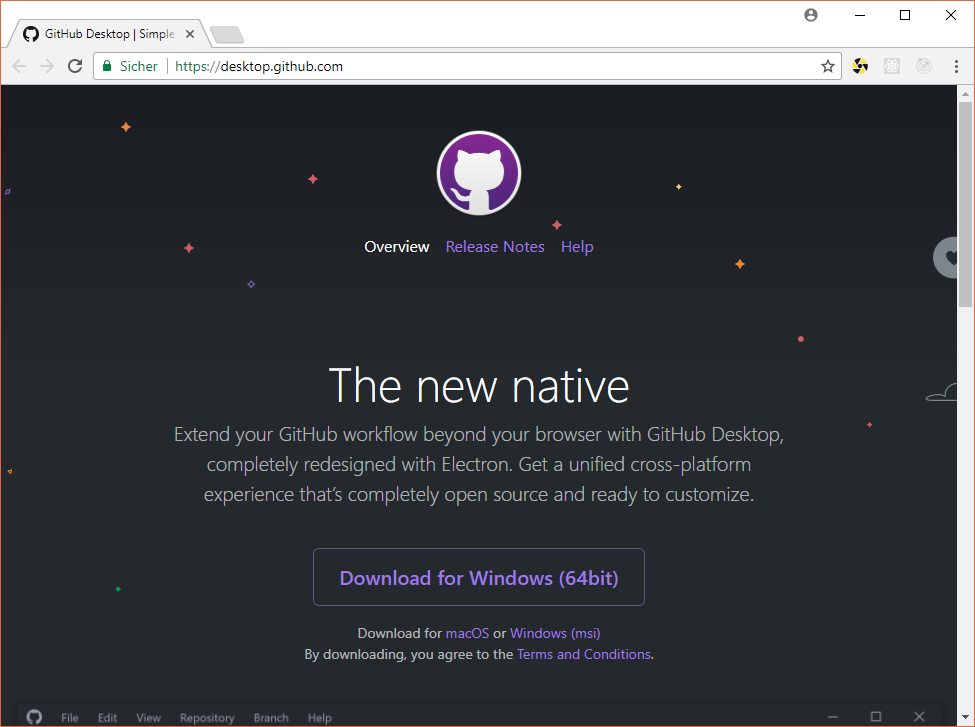 GitHub Desktop | Simple
Sicher | https://desktop.github.com
Overview Release Notes Help
The new native
Extend your GitHub workflow beyond your browser with GitHub Desktop,
completely redesigned with Electron. Get a unified cross-platform
experience that's completely open source and ready to customize.
Download for Windows (64bit)
Download for macOS or Windows (msi)
By downloading, you agree to the Terms and Conditions.
File Edit View Repository Branch Help